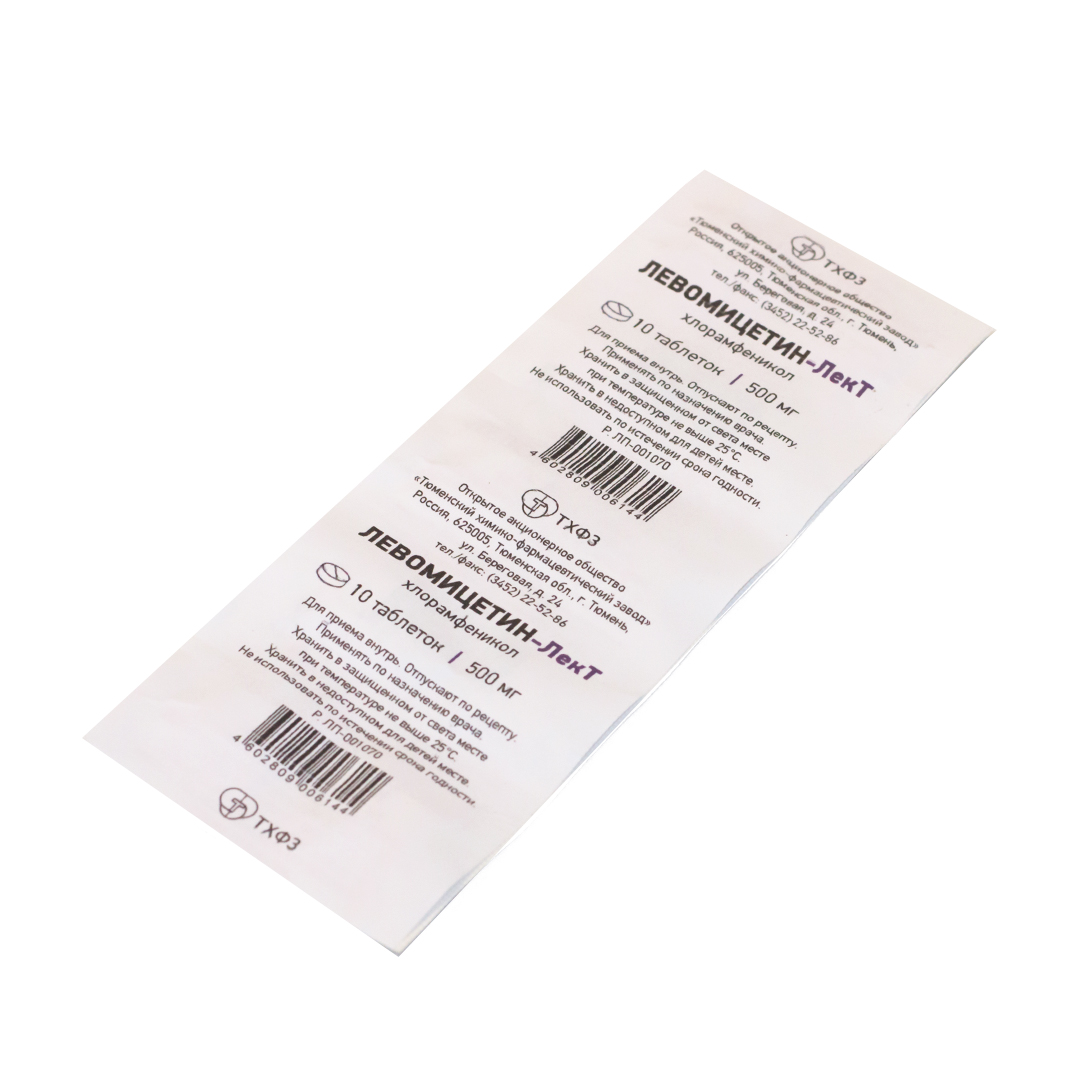 ТХФЗ
Открытое акционерное общество
«Тюменский химико-фармацевтический завод»
Россия, 625005, Тюменская обл., г. Тюмень,
ул. Береговая, д. 24
тел./факс: (3452) 22-52-86
ЛЕВОМИЦЕТИН-ЛекТ
хлорамфеникол
10 таблеток / 500 мг
Для приема внутрь. Отпускают по рецепту.
Применять по назначению врача.
Хранить в защищенном от света месте
при температуре не выше 25°С.
Хранить в недоступном для детей месте.
Не использовать по истечении срока годности.
Р. ЛП-001070
4 602809 006144
ТХФЗ
Открытое акционерное общество
«Тюменский химико-фармацевтический завод»
Россия, 625005, Тюменская обл., г. Тюмень,
ул. Береговая, д. 24
тел./факс: (3452) 22-52-86
ЛЕВОМИЦЕТИН-ЛекТ
хлорамфеникол
10 таблеток / 500 мг
Для приема внутрь. Отпускают по рецепту.
Применять по назначению врача.
Хранить в защищенном от света месте
при температуре не выше 25°С.
Хранить в недоступном для детей месте.
Не использовать по истечении срока годности.
Р. ЛП-001070
4 602809 006144
ТХФЗ